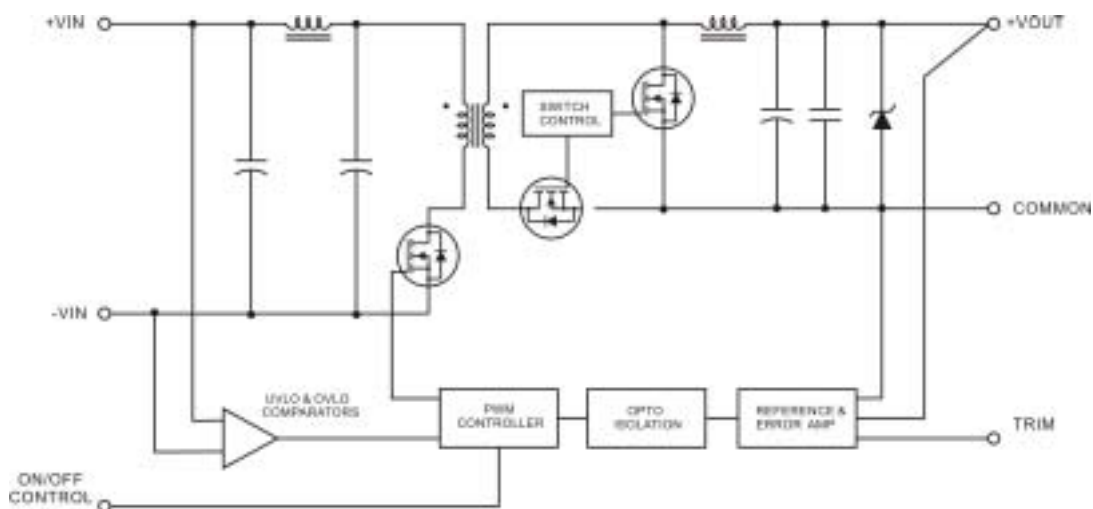 +VIN
+VOUT
SWITCH
CONTROL
COMMON
-VIN
UVLO & OVLO
COMPARATORS
PWM
CONTROLLER
OPTO
ISOLATION
REFERENCE &
ERROR AMP
TRIM
ON/OFF
CONTROL